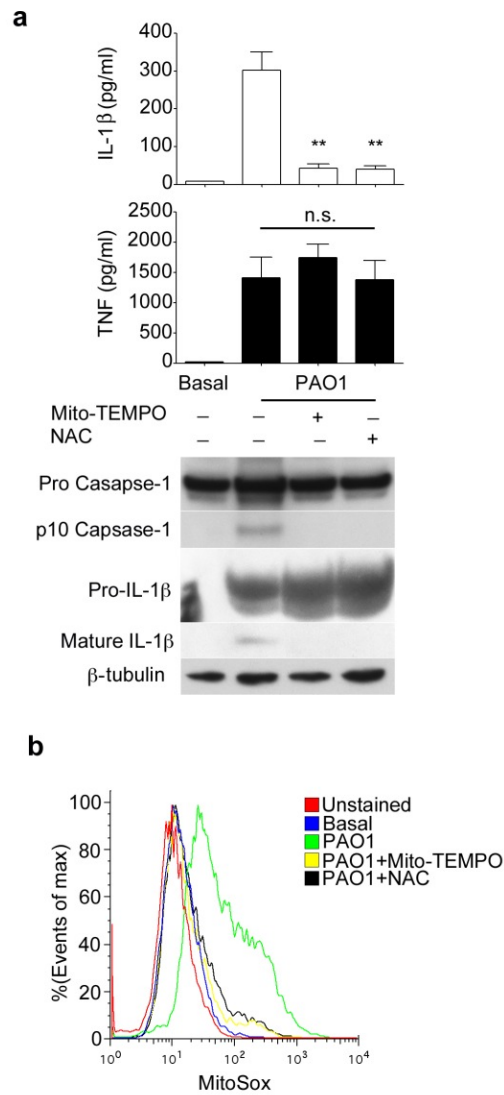 a
IL-1β (pg/ml)
400
300
200
100
0
** **
TNF (pg/ml)
2500
2000
1500
1000
500
0
n.s.
Basal PAO1
Mito-TEMPO – – + –
NAC – – – +
Pro Casapse-1
p10 Capsase-1
Pro-IL-1β
Mature IL-1β
β-tubulin
b
%(Events of max)
100
80
60
40
20
0
Unstained
Basal
PAO1
PAO1+Mito-TEMPO
PAO1+NAC
10⁰ 10¹ 10² 10³ 10⁴
MitoSox